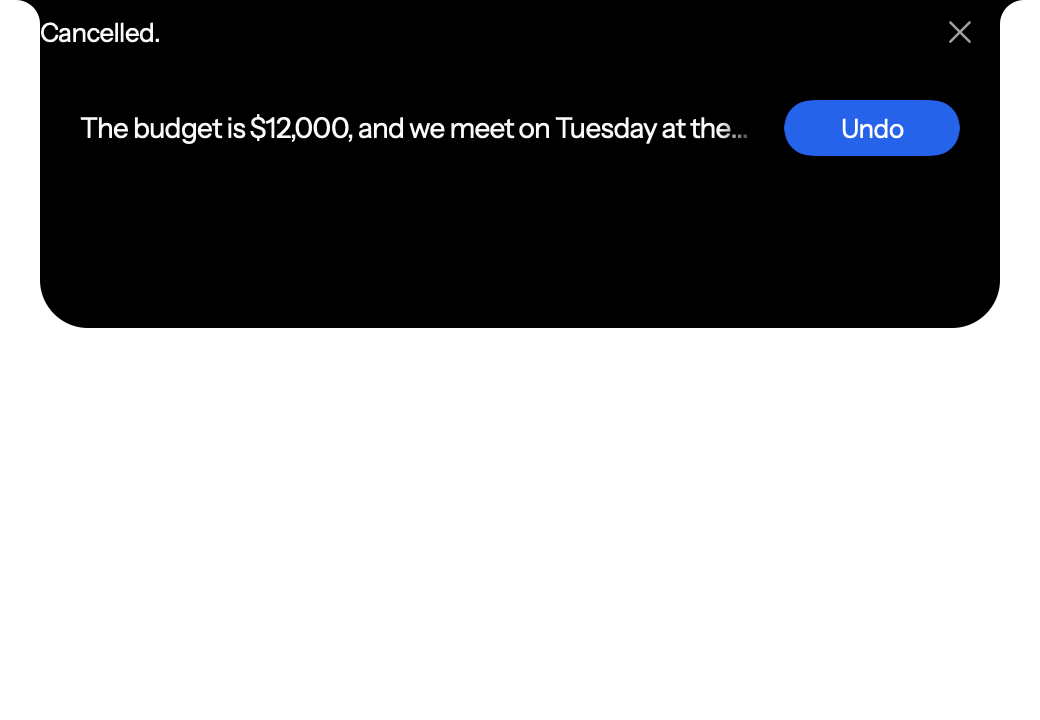 Cancelled.
The budget is $12,000, and we meet on Tuesday at the...
Undo